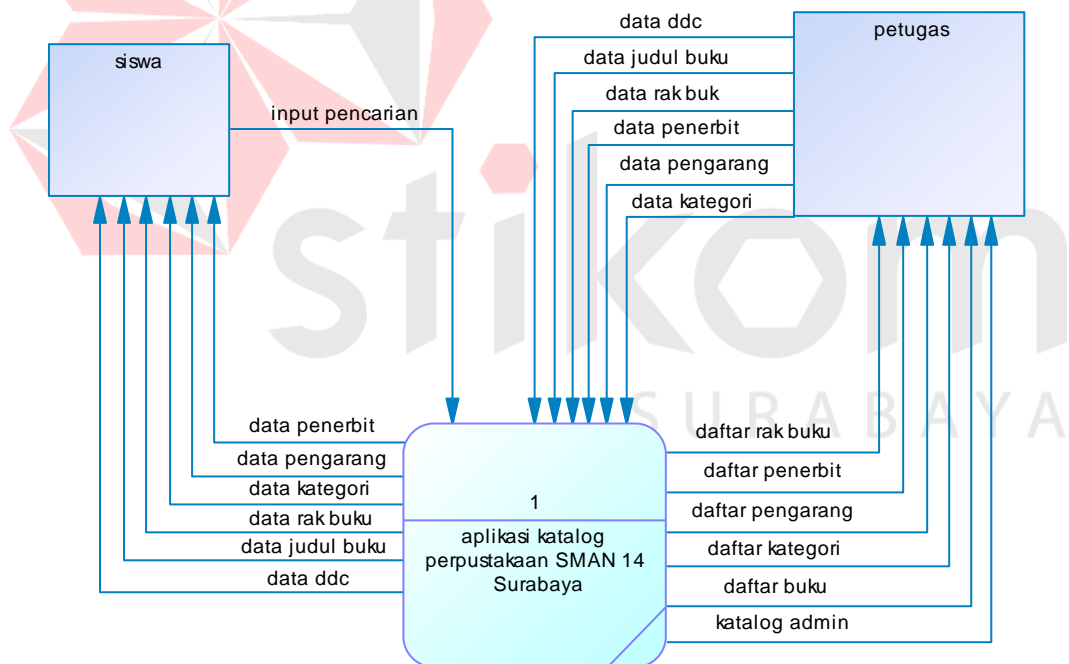 data ddc
petugas
data judul buku
siswa
data rak buk
input pencarian
data penerbit
data pengarang
data kategori
stikom
SURABAYA
data penerbit
data pengarang
data kategori
data rak buku
data judul buku
data ddc
1
aplikasi katalog
perpustakaan SMAN 14
Surabaya
daftar rak buku
daftar penerbit
daftar pengarang
daftar kategori
daftar buku
katalog admin